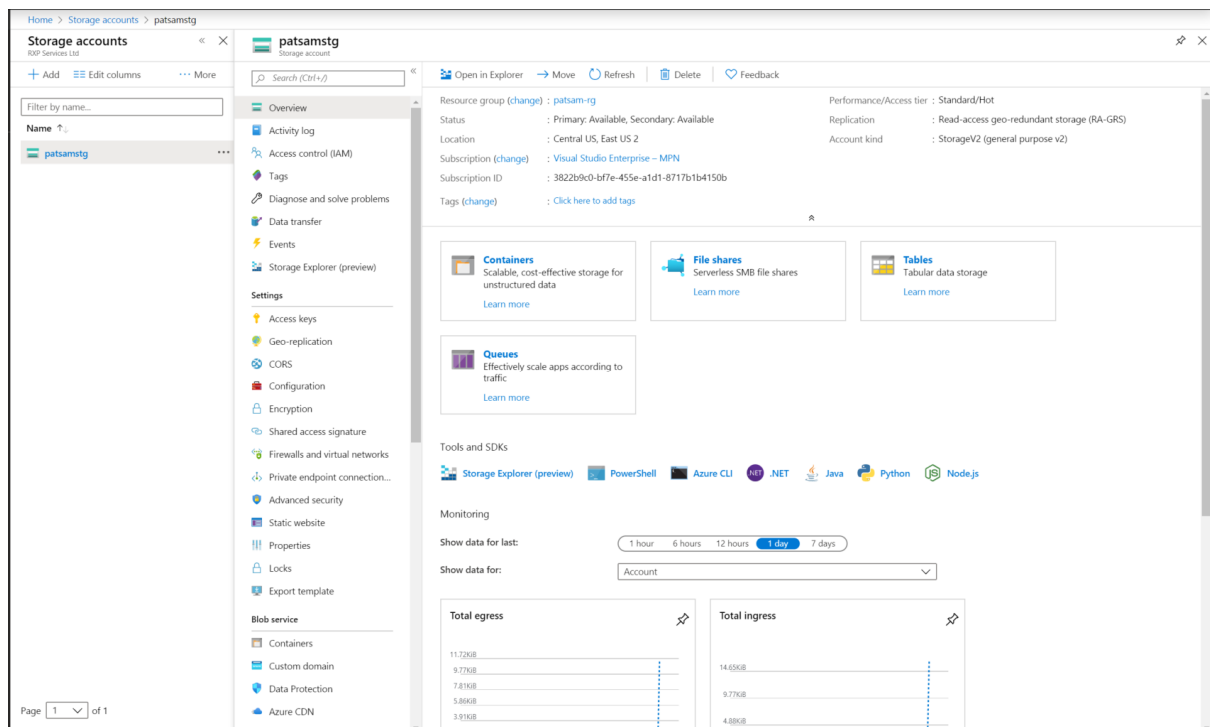 Home > Storage accounts > patsamstg
Storage accounts
RXP Services Ltd
Add Edit columns ··· More
Filter by name...
Name
patsamstg ···
Page 1 of 1
patsamstg
Storage account
Search (Ctrl+/)
Overview
Activity log
Access control (IAM)
Tags
Diagnose and solve problems
Data transfer
Events
Storage Explorer (preview)
Settings
Access keys
Geo-replication
CORS
Configuration
Encryption
Shared access signature
Firewalls and virtual networks
Private endpoint connection...
Advanced security
Static website
Properties
Locks
Export template
Blob service
Containers
Custom domain
Data Protection
Azure CDN
Open in Explorer Move Refresh Delete Feedback
Resource group (change) : patsam-rg
Status : Primary: Available, Secondary: Available
Location : Central US, East US 2
Subscription (change) : Visual Studio Enterprise – MPN
Subscription ID : 3822b9c0-bf7e-455e-a1d1-8717b1b4150b
Tags (change) : Click here to add tags
Performance/Access tier : Standard/Hot
Replication : Read-access geo-redundant storage (RA-GRS)
Account kind : StorageV2 (general purpose v2)
Containers
Scalable, cost-effective storage for
unstructured data
Learn more
File shares
Serverless SMB file shares
Learn more
Tables
Tabular data storage
Learn more
Queues
Effectively scale apps according to
traffic
Learn more
Tools and SDKs
Storage Explorer (preview) PowerShell Azure CLI NET .NET Java Python JS Node.js
Monitoring
Show data for last: 1 hour 6 hours 12 hours 1 day 7 days
Show data for: Account
Total egress
11.72KiB
9.77KiB
7.81KiB
5.86KiB
3.91KiB
Total ingress
14.65KiB
9.77KiB
4.88KiB